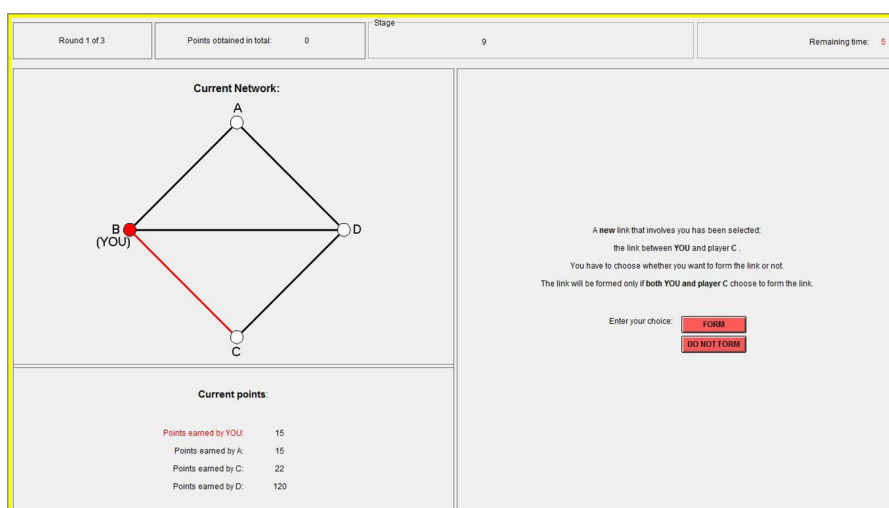 Stage
Round 1 of 3
Points obtained in total: 0
9
Remaining time: 5
Current Network:
A
B
(YOU)
D
C
A new link that involves you has been selected:
the link between YOU and player C .
You have to choose whether you want to form the link or not.
The link will be formed only if both YOU and player C choose to form the link.
Enter your choice: FORM
DO NOT FORM
Current points:
Points earned by YOU: 15
Points earned by A: 15
Points earned by C: 22
Points earned by D: 120